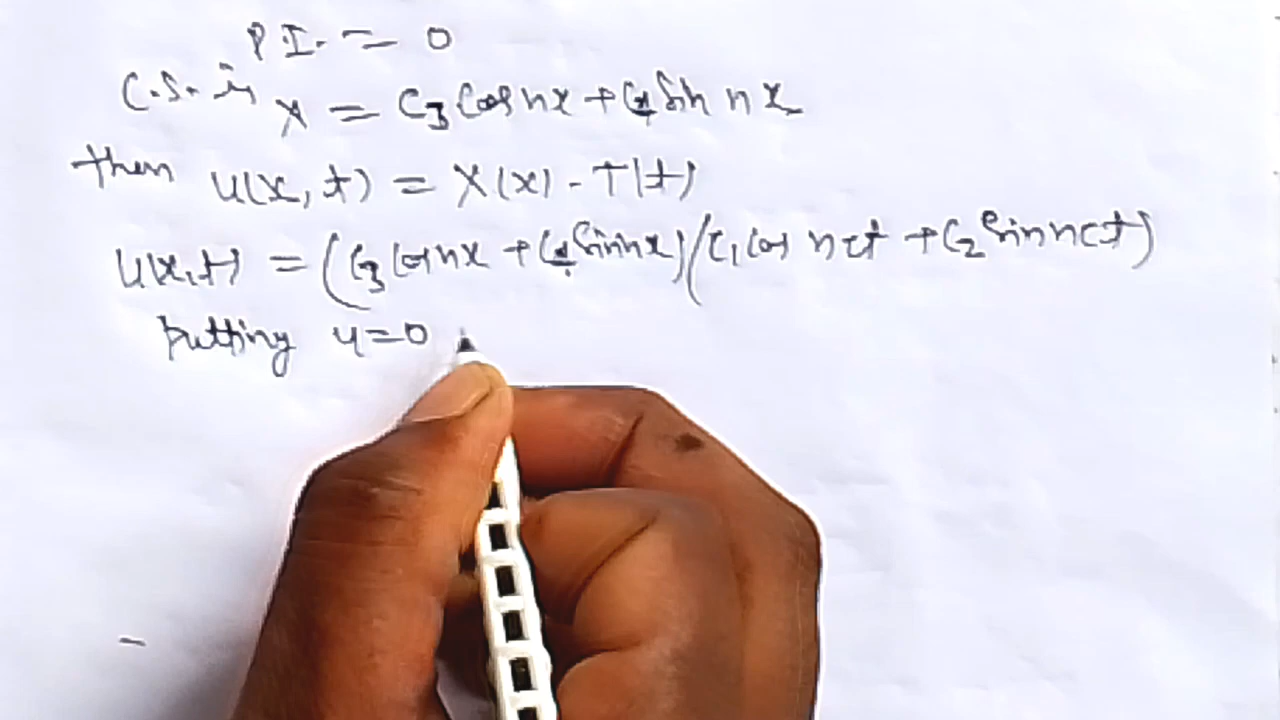 P.I. = 0
C.S. is X = C3 cos nx + C4 sin nx
then u(x, t) = X(x) - T(t)
u(x,t) = (C3 cos nx + C4 sin nx)(C1 cos nct + C2 sin nct)
Putting u=0